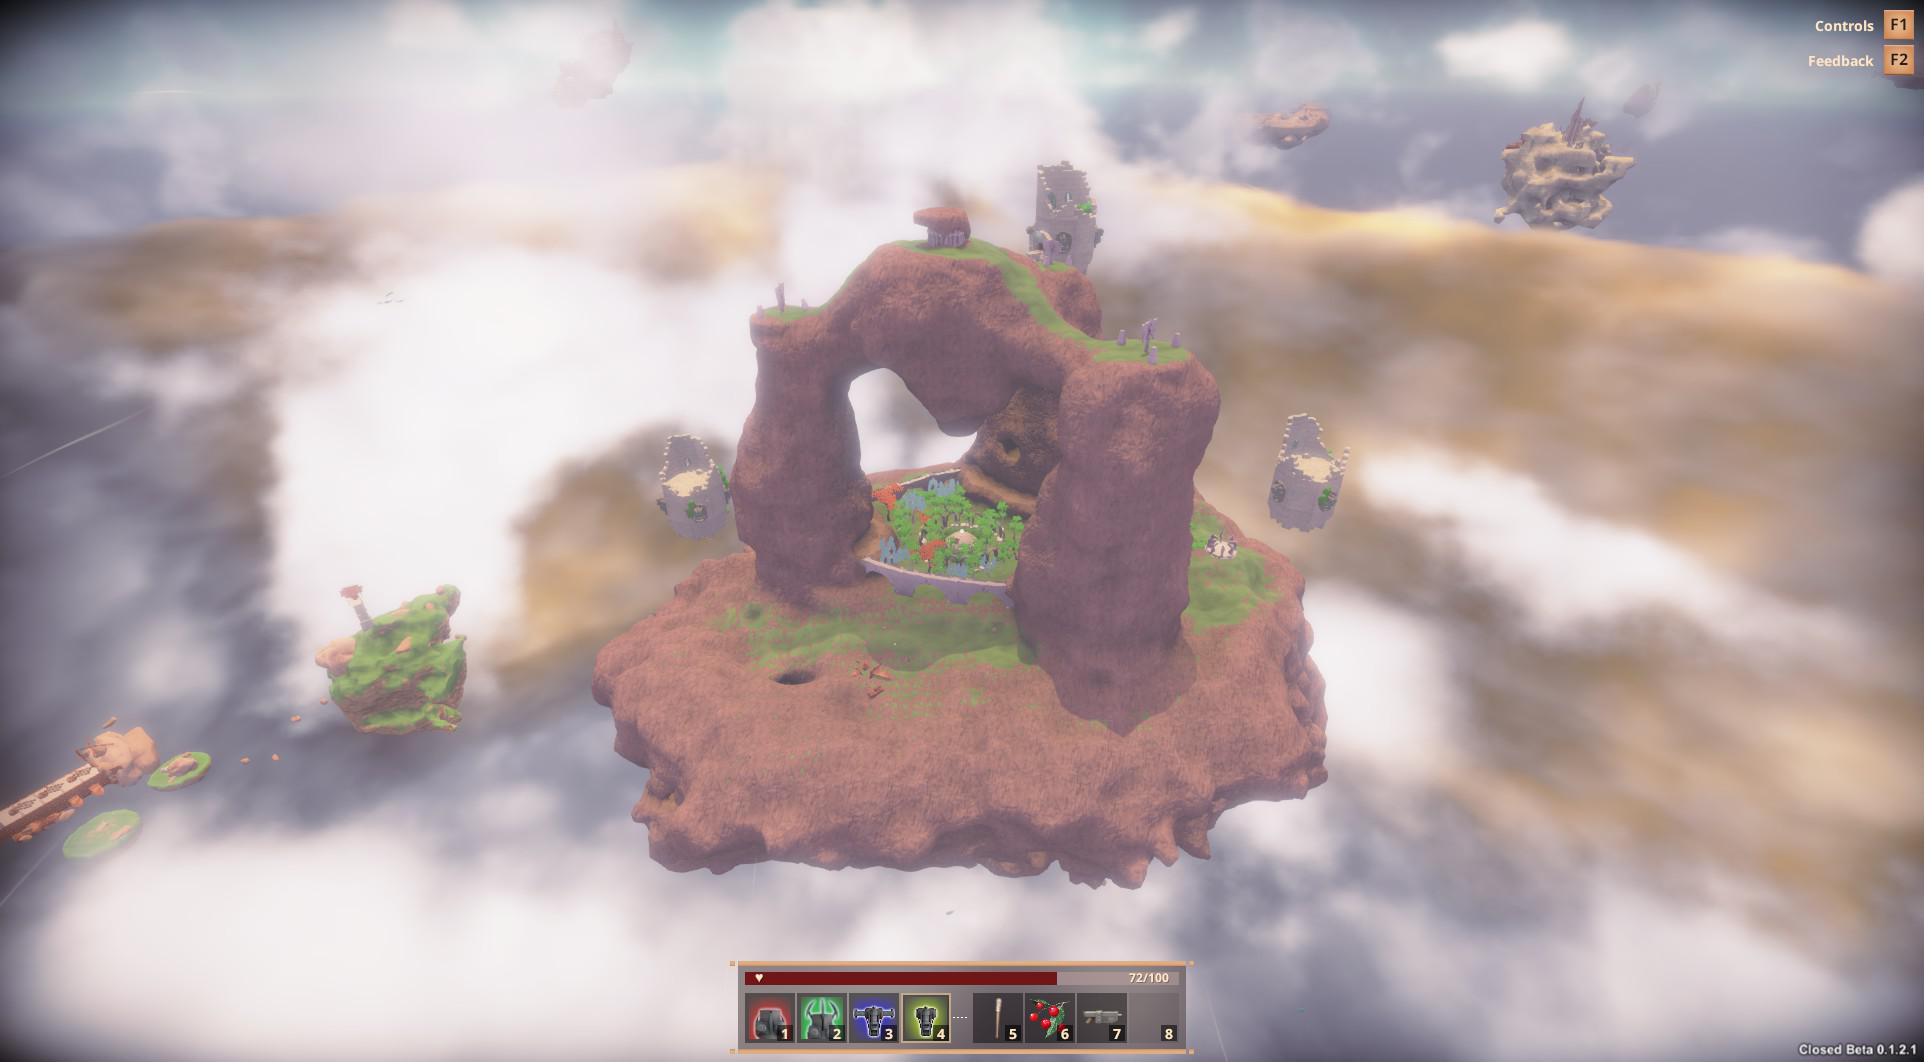 Controls F1
Feedback F2
72/100
1 2 3 4 5 6 7 8
Closed Beta 0.1.2.1